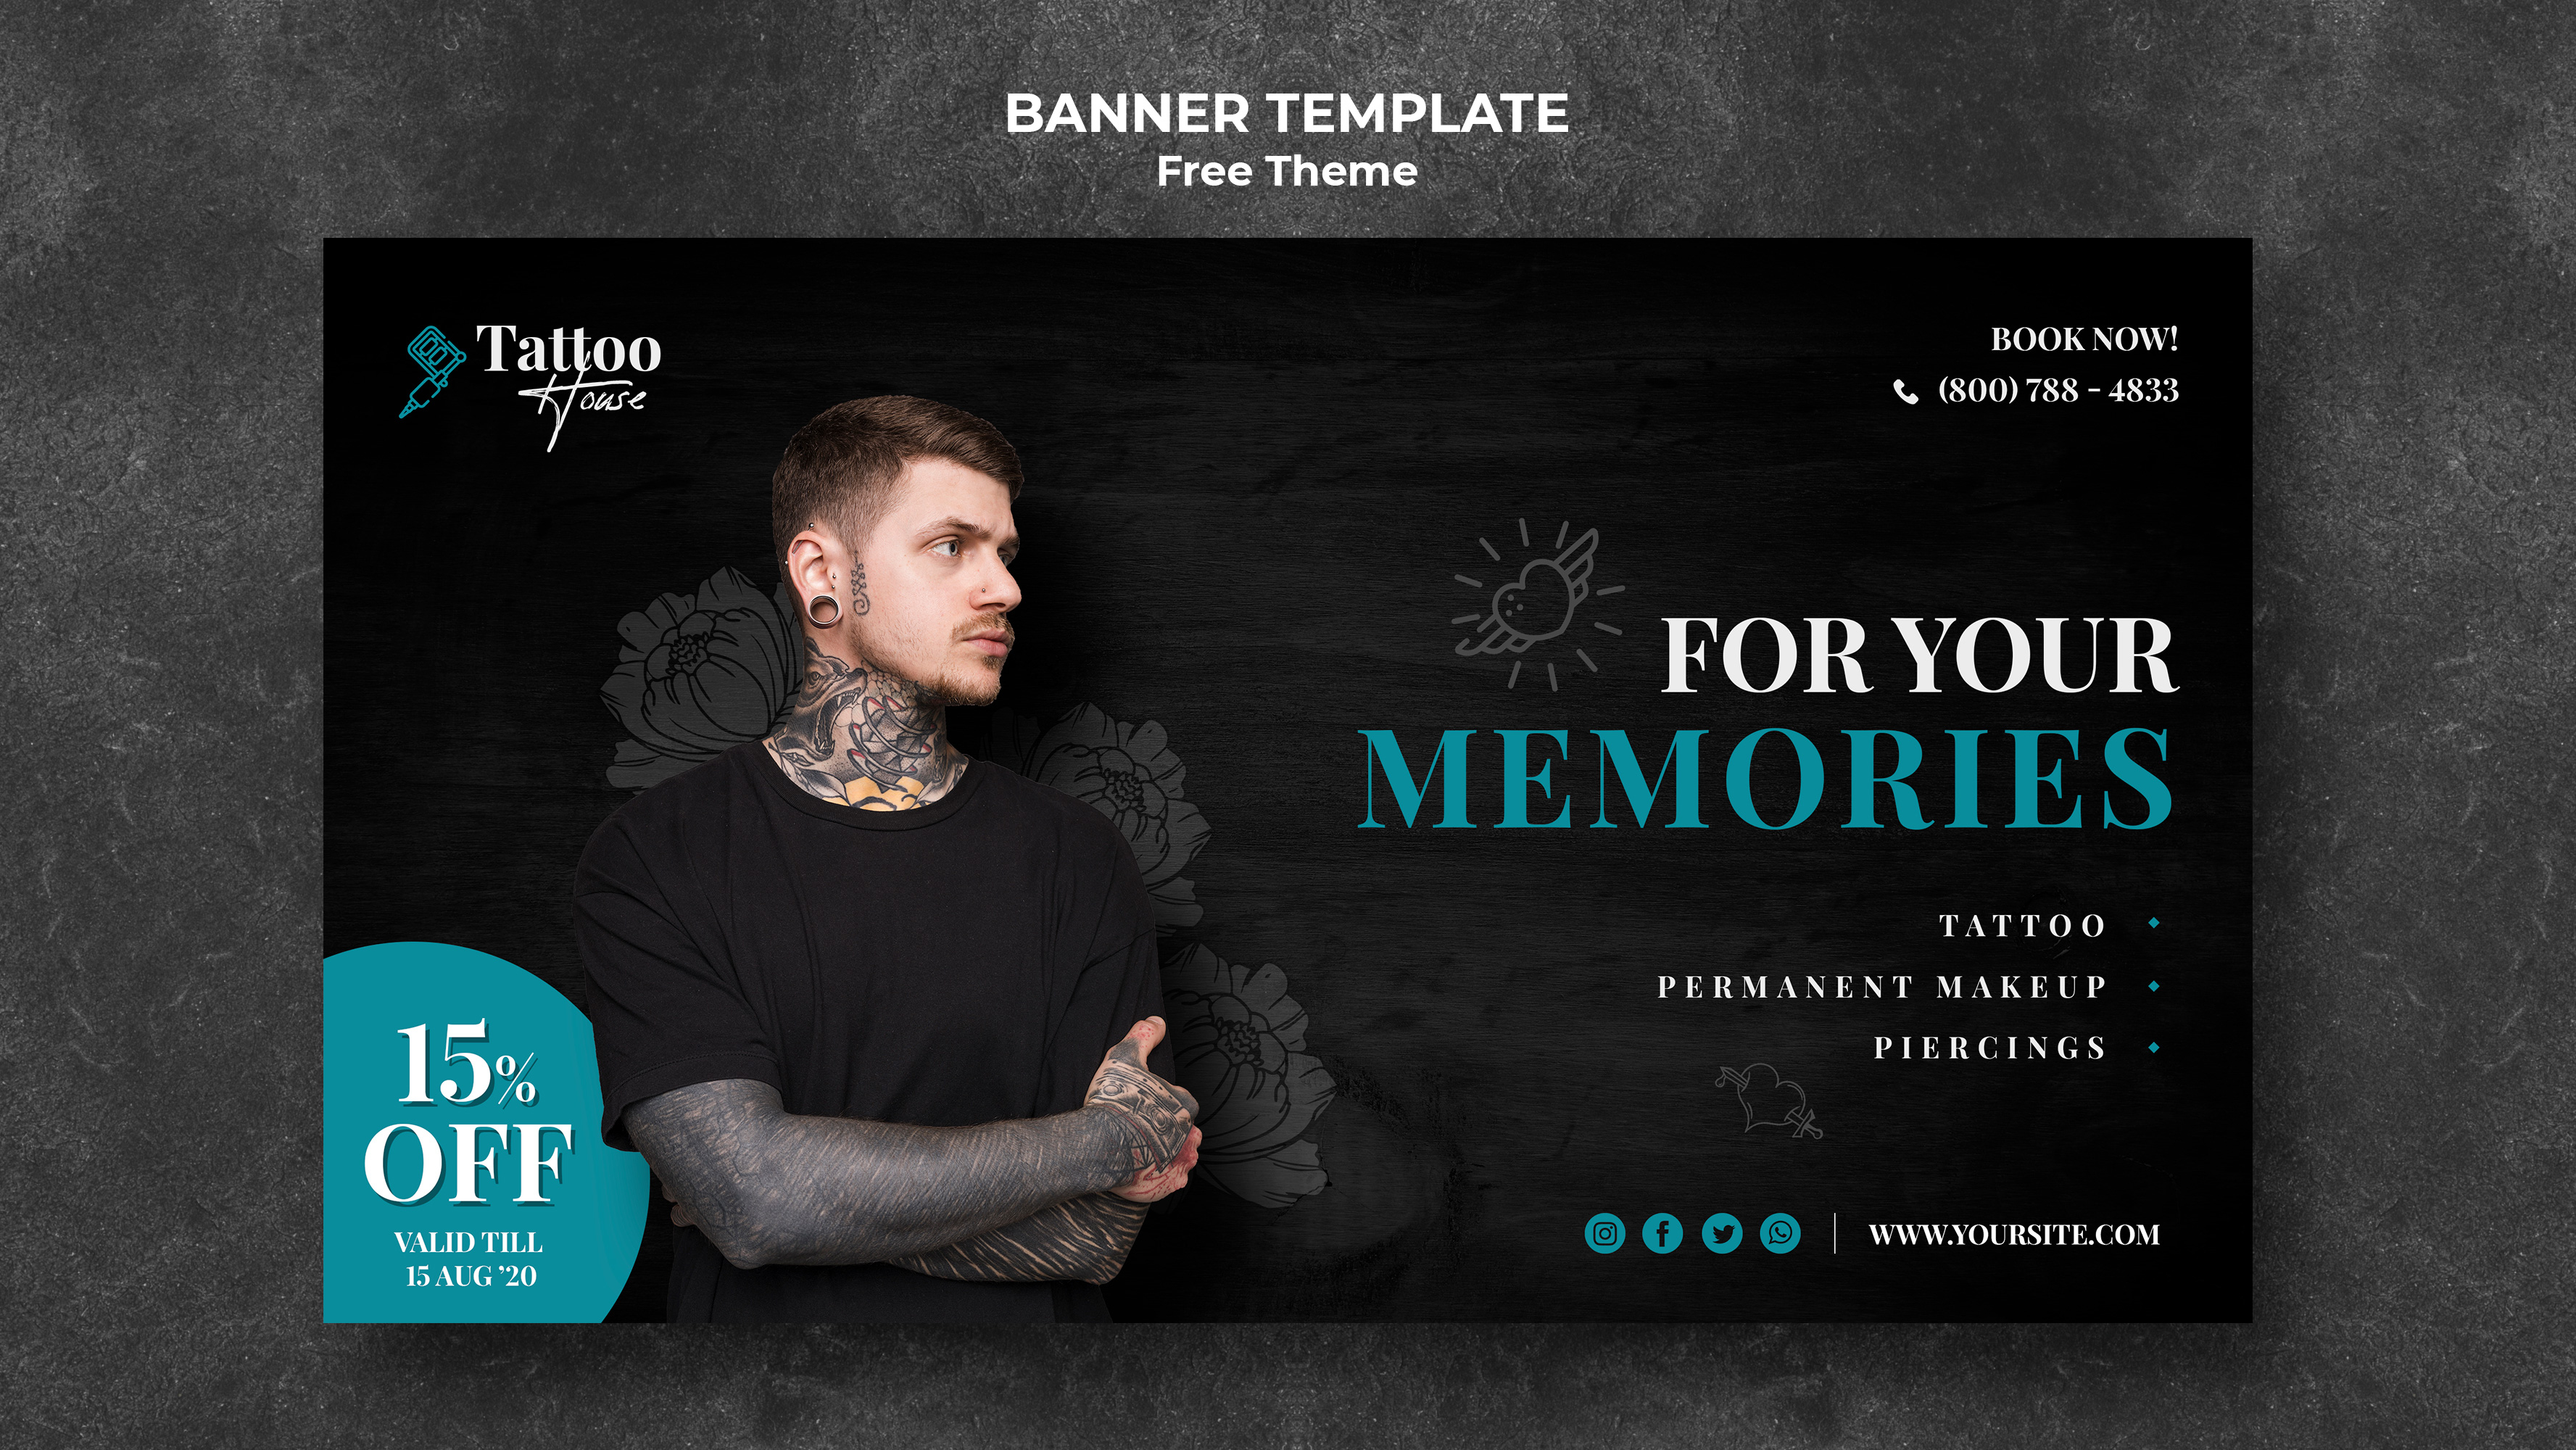 BANNER TEMPLATE
Free Theme
Tattoo
House
BOOK NOW!
(800) 788 - 4833
FOR YOUR
MEMORIES
TATTOO
PERMANENT MAKEUP
PIERCINGS
15%
OFF
VALID TILL
15 AUG ’20
WWW.YOURSITE.COM